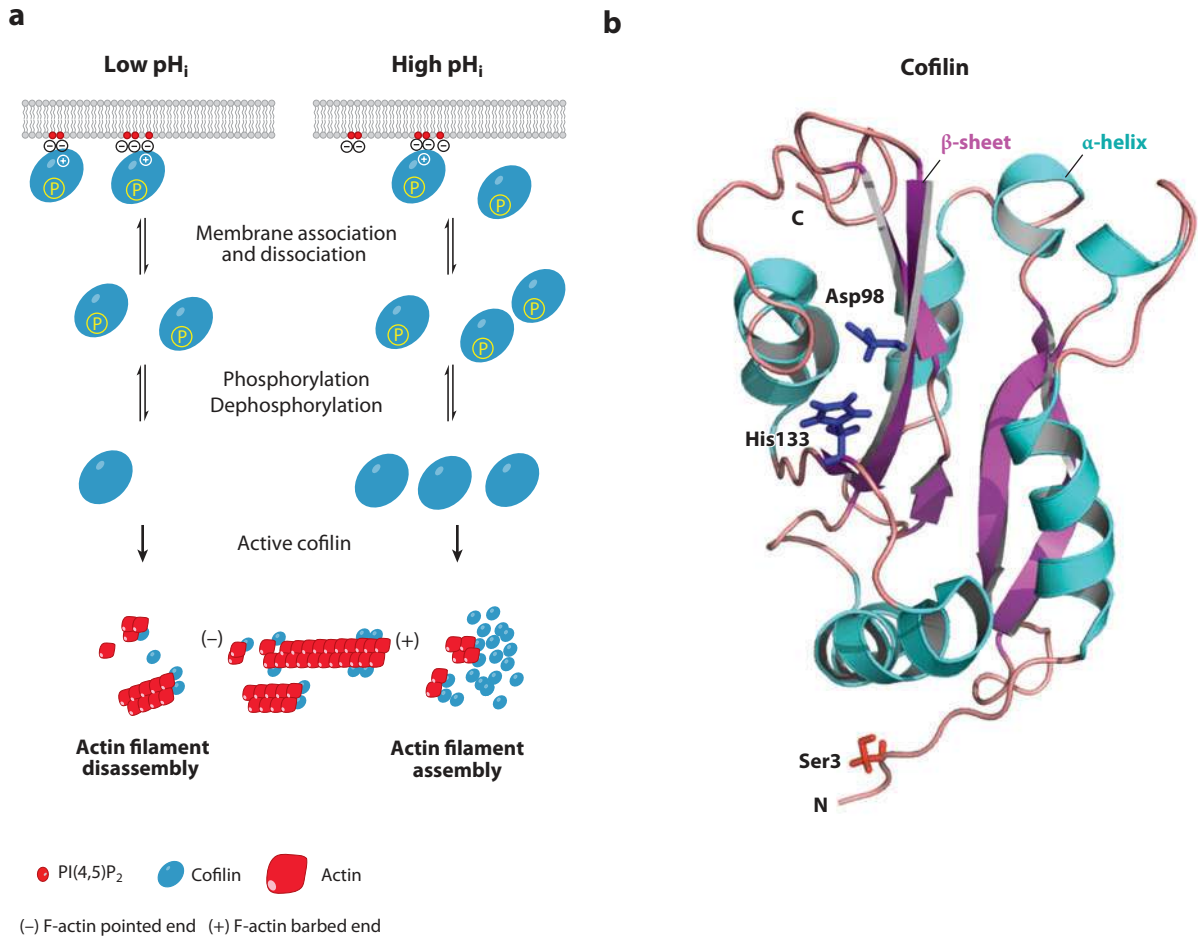 a
Low pHi
High pHi
− −
− − −
+
+
P
P
− −
− − −
+
P
P
Membrane association
and dissociation
P
P
P
P
P
Phosphorylation
Dephosphorylation
Active cofilin
(–)
(+)
Actin filament
disassembly
Actin filament
assembly
PI(4,5)P2
Cofilin
Actin
(–) F-actin pointed end (+) F-actin barbed end
b
Cofilin
β-sheet
α-helix
C
Asp98
His133
Ser3
N